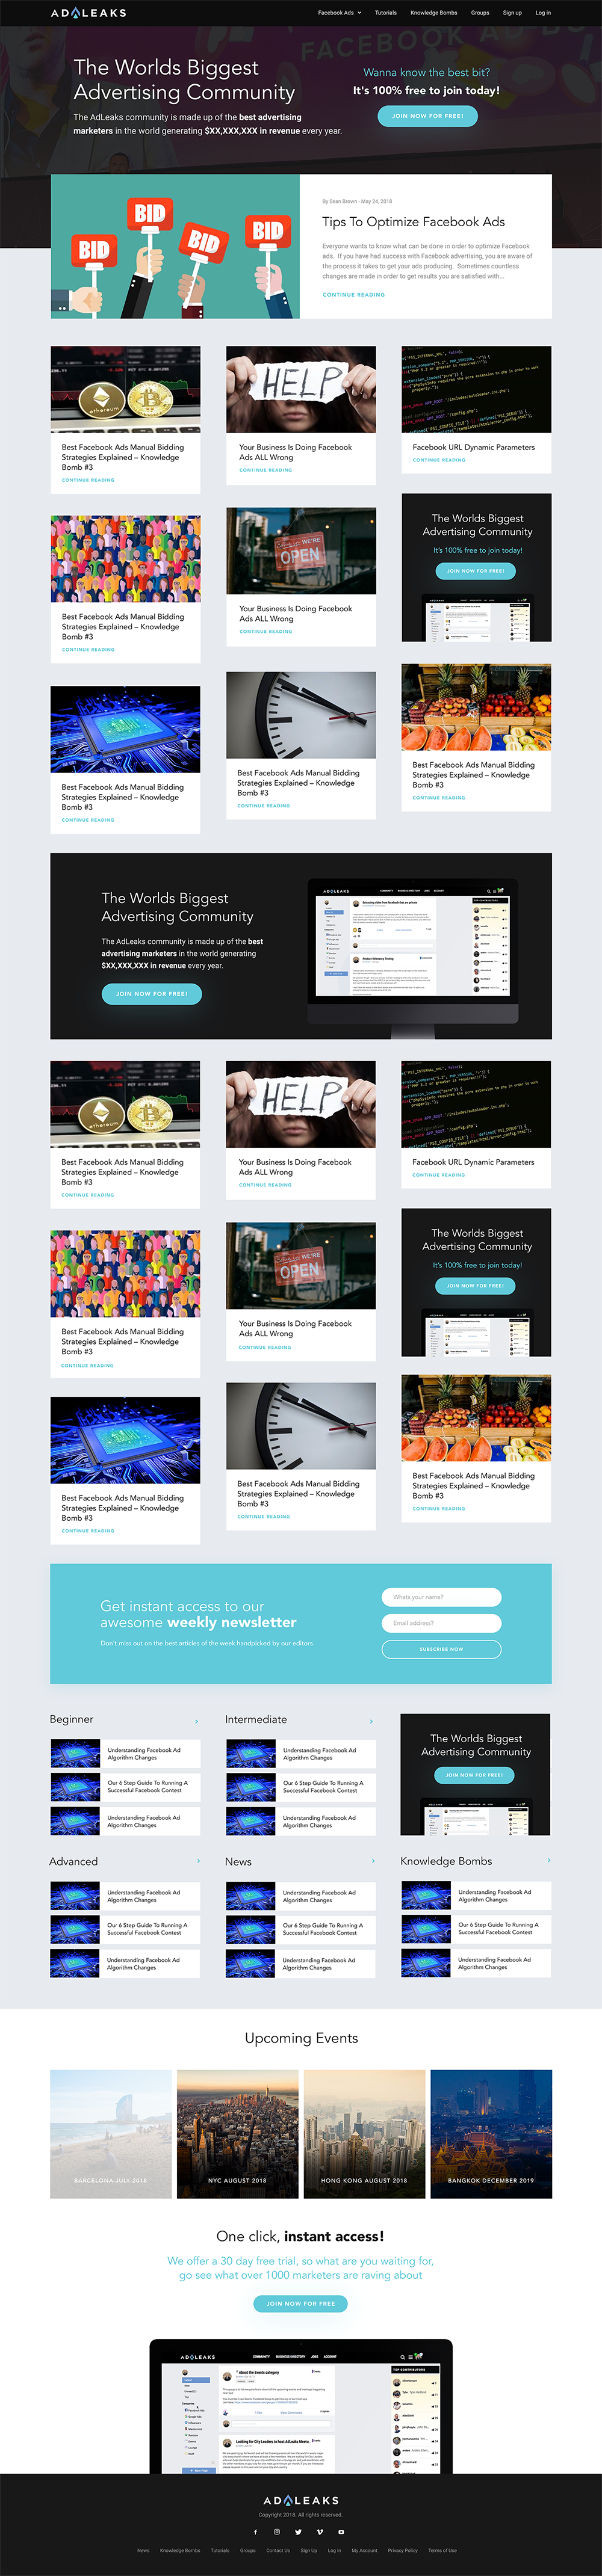 ADLEAKS
Facebook Ads Tutorials Knowledge Bombs Groups Sign up Log in
The Worlds Biggest
Advertising Community
The AdLeaks community is made up of the best advertising
marketers in the world generating $XX,XXX,XXX in revenue every year.
Wanna know the best bit?
It's 100% free to join today!
JOIN NOW FOR FREE!
BID
BID
BID
BID
By Sean Brown - May 24, 2018
Tips To Optimize Facebook Ads
Everyone wants to know what can be done in order to optimize Facebook
ads. If you have had success with Facebook advertising, you are aware of
the process it takes to get your ads producing. Sometimes countless
changes are made in order to get results you are satisfied with...
CONTINUE READING
Best Facebook Ads Manual Bidding
Strategies Explained – Knowledge
Bomb #3
CONTINUE READING
HELP
Your Business Is Doing Facebook
Ads ALL Wrong
CONTINUE READING
Facebook URL Dynamic Parameters
CONTINUE READING
Best Facebook Ads Manual Bidding
Strategies Explained – Knowledge
Bomb #3
CONTINUE READING
WE'RE
OPEN
Your Business Is Doing Facebook
Ads ALL Wrong
CONTINUE READING
The Worlds Biggest
Advertising Community
It's 100% free to join today!
JOIN NOW FOR FREE!
Best Facebook Ads Manual Bidding
Strategies Explained – Knowledge
Bomb #3
CONTINUE READING
Best Facebook Ads Manual Bidding
Strategies Explained – Knowledge
Bomb #3
CONTINUE READING
Best Facebook Ads Manual Bidding
Strategies Explained – Knowledge
Bomb #3
CONTINUE READING
The Worlds Biggest
Advertising Community
The AdLeaks community is made up of the best
advertising marketers in the world generating
$XX,XXX,XXX in revenue every year.
JOIN NOW FOR FREE!
ADLEAKS COMMUNITY BUSINESS DIRECTORY JOBS ACCOUNT
Best Facebook Ads Manual Bidding
Strategies Explained – Knowledge
Bomb #3
CONTINUE READING
HELP
Your Business Is Doing Facebook
Ads ALL Wrong
CONTINUE READING
Facebook URL Dynamic Parameters
CONTINUE READING
Best Facebook Ads Manual Bidding
Strategies Explained – Knowledge
Bomb #3
CONTINUE READING
WE'RE
OPEN
Your Business Is Doing Facebook
Ads ALL Wrong
CONTINUE READING
The Worlds Biggest
Advertising Community
It's 100% free to join today!
JOIN NOW FOR FREE!
Best Facebook Ads Manual Bidding
Strategies Explained – Knowledge
Bomb #3
CONTINUE READING
Best Facebook Ads Manual Bidding
Strategies Explained – Knowledge
Bomb #3
CONTINUE READING
Best Facebook Ads Manual Bidding
Strategies Explained – Knowledge
Bomb #3
CONTINUE READING
Get instant access to our
awesome weekly newsletter
Don't miss out on the best articles of the week handpicked by our editors.
Whats your name?
Email address?
SUBSCRIBE NOW
Beginner
Understanding Facebook Ad
Algorithm Changes
Our 6 Step Guide To Running A
Successful Facebook Contest
Understanding Facebook Ad
Algorithm Changes
Intermediate
Understanding Facebook Ad
Algorithm Changes
Our 6 Step Guide To Running A
Successful Facebook Contest
Understanding Facebook Ad
Algorithm Changes
The Worlds Biggest
Advertising Community
JOIN NOW FOR FREE!
Advanced
Understanding Facebook Ad
Algorithm Changes
Our 6 Step Guide To Running A
Successful Facebook Contest
Understanding Facebook Ad
Algorithm Changes
News
Understanding Facebook Ad
Algorithm Changes
Our 6 Step Guide To Running A
Successful Facebook Contest
Understanding Facebook Ad
Algorithm Changes
Knowledge Bombs
Understanding Facebook Ad
Algorithm Changes
Our 6 Step Guide To Running A
Successful Facebook Contest
Understanding Facebook Ad
Algorithm Changes
Upcoming Events
BARCELONA JULY 2018
NYC AUGUST 2018
HONG KONG AUGUST 2018
BANGKOK DECEMBER 2019
One click, instant access!
We offer a 30 day free trial, so what are you waiting for,
go see what over 1000 marketers are raving about
JOIN NOW FOR FREE
ADLEAKS COMMUNITY BUSINESS DIRECTORY JOBS ACCOUNT
About the Events category
TOP CONTRIBUTORS
Looking for City Leaders to host AdLeaks Meetu
ADLEAKS
Copyright 2018. All rights reserved.
News Knowledge Bombs Tutorials Groups Contact Us Sign Up Log In My Account Privacy Policy Terms of Use